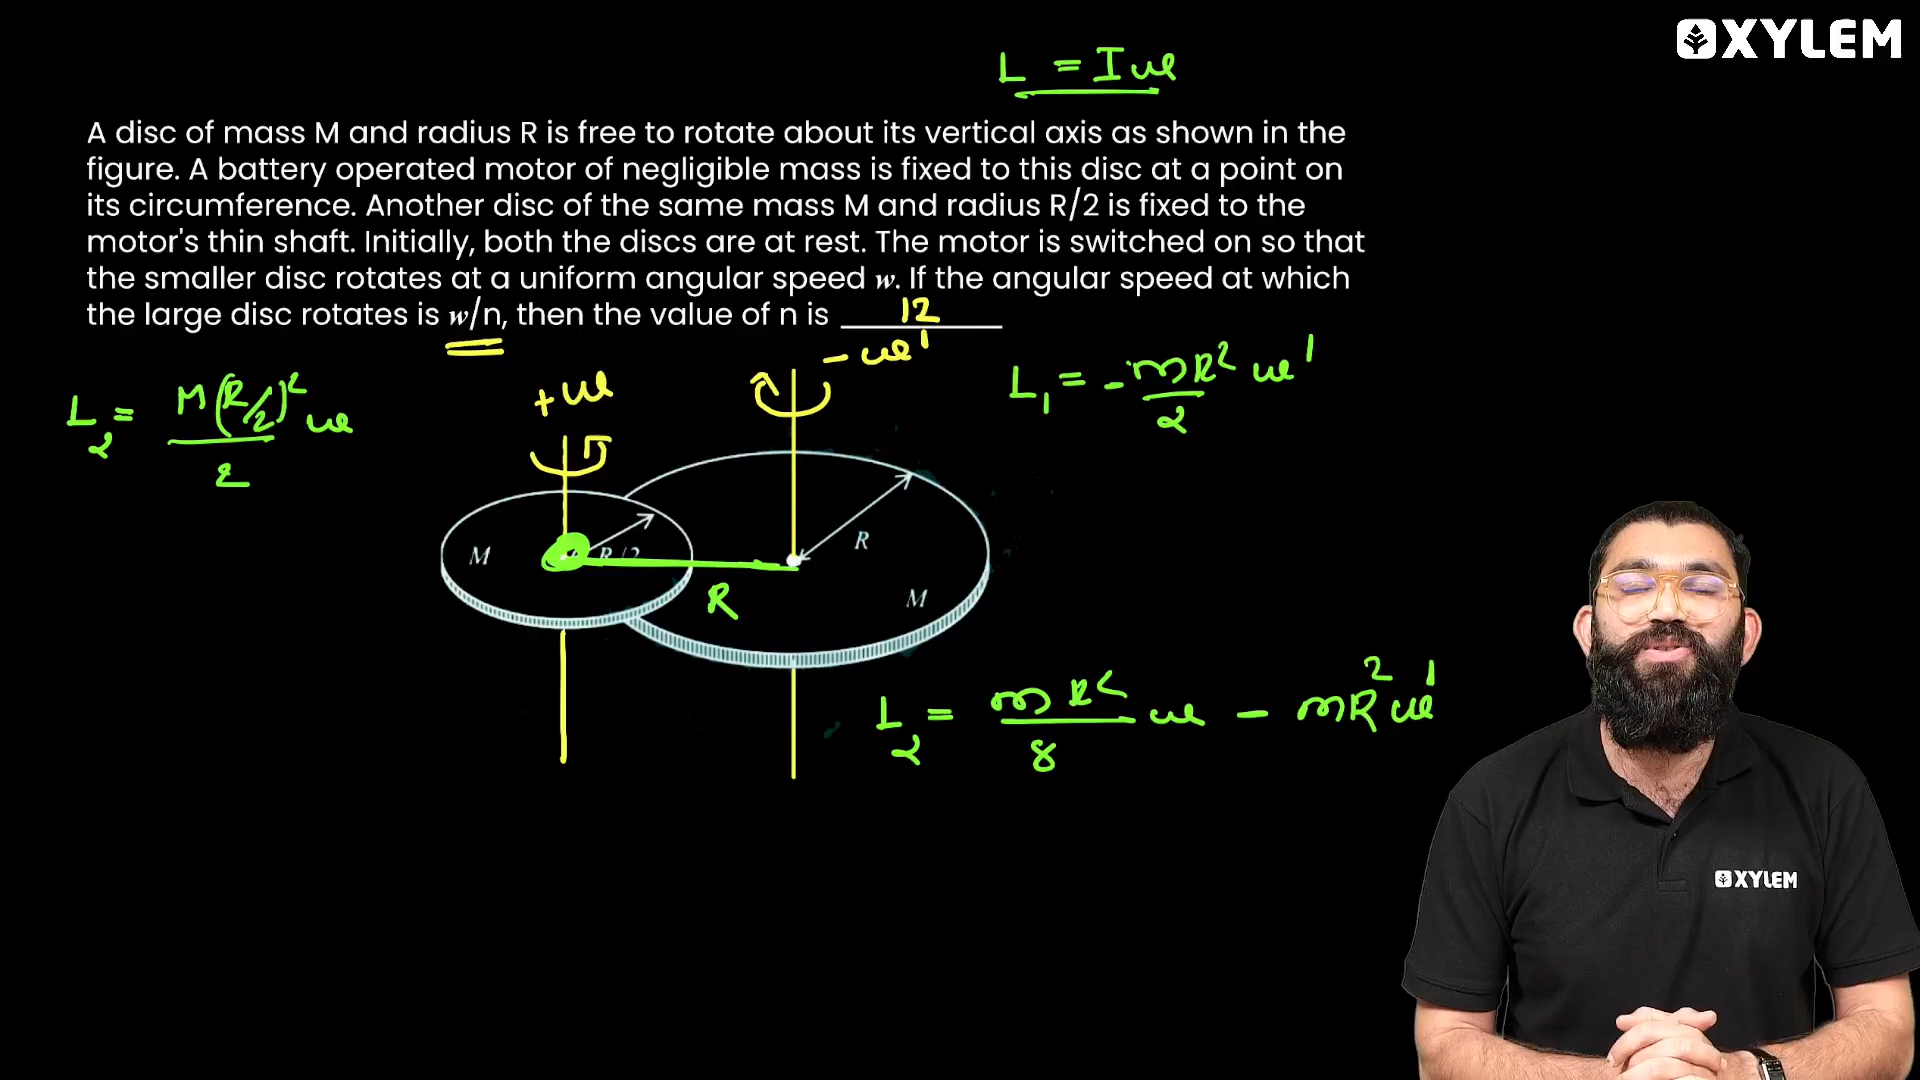 XYLEM
L = Iω
A disc of mass M and radius R is free to rotate about its vertical axis as shown in the
figure. A battery operated motor of negligible mass is fixed to this disc at a point on
its circumference. Another disc of the same mass M and radius R/2 is fixed to the
motor's thin shaft. Initially, both the discs are at rest. The motor is switched on so that
the smaller disc rotates at a uniform angular speed w. If the angular speed at which
the large disc rotates is w/n, then the value of n is 12
+ω
-ω'
L₁ = -mR²/2 ω'
L₂ = M(R/2)²/2 ω
M
R/2
R
R
M
L₂ = mR²/8 ω - mR²ω'
XYLEM